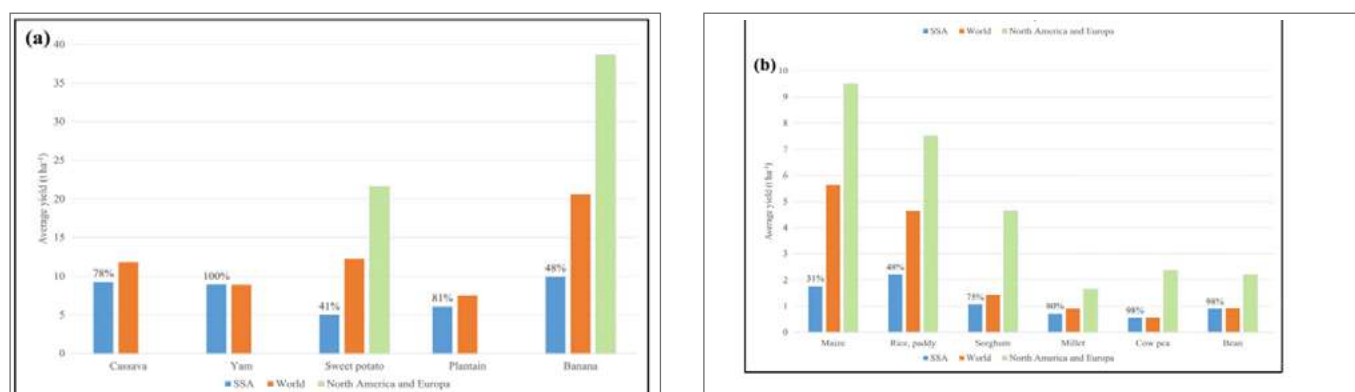 (a)
Average yield (t ha⁻¹)
40
35
30
25
20
15
10
5
0
78%
100%
41%
81%
48%
Cassava
Yam
Sweet potato
Plantain
Banana
SSA World North America and Europa
SSA World North America and Europa
(b)
Average yield (t ha⁻¹)
10
9
8
7
6
5
4
3
2
1
0
31%
48%
75%
80%
98%
98%
Maize
Rice, paddy
Sorghum
Millet
Cow pea
Bean
SSA World North America and Europa